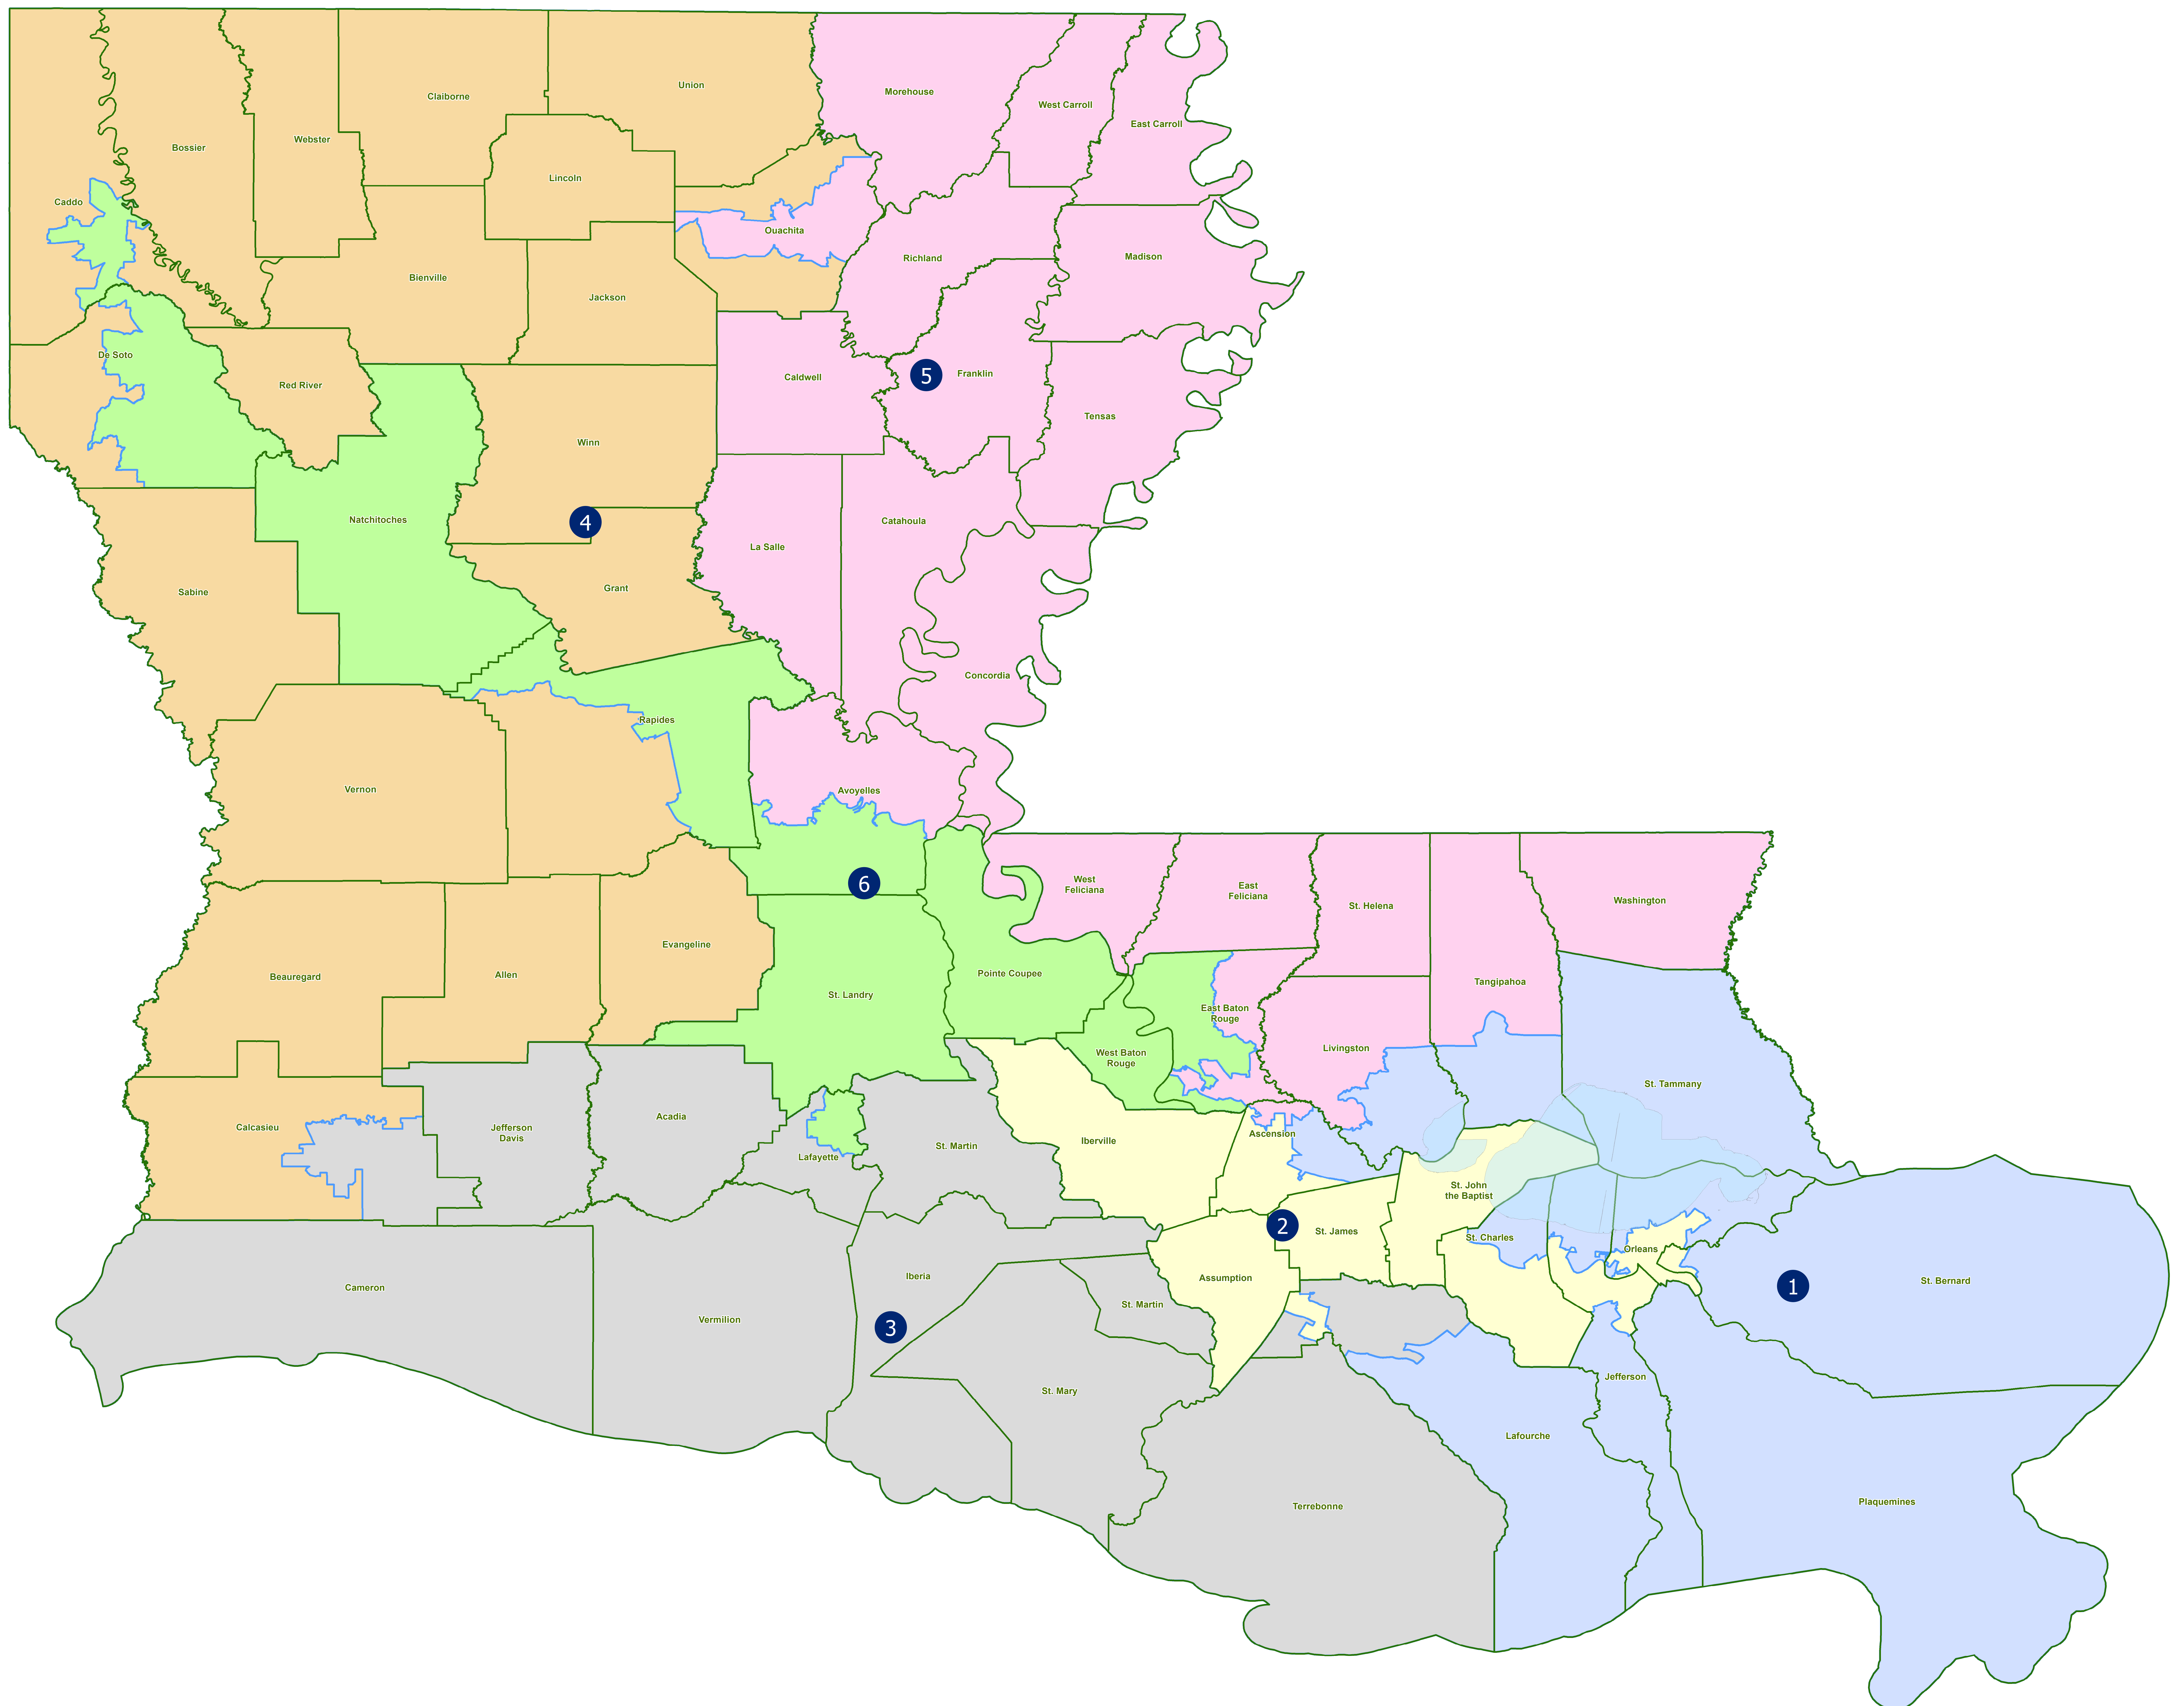 Union
Morehouse
Claiborne
West Carroll
East Carroll
Webster
Bossier
Lincoln
Caddo
Ouachita
Madison
Richland
Bienville
Jackson
De Soto
Franklin
5
Caldwell
Red River
Tensas
Winn
Natchitoches
4
Catahoula
La Salle
Grant
Sabine
Concordia
Rapides
Vernon
Avoyelles
6
West
Feliciana
East
Feliciana
St. Helena
Washington
Evangeline
Beauregard
Allen
Pointe Coupee
Tangipahoa
St. Landry
East Baton
Rouge
Livingston
West Baton
Rouge
St. Tammany
Acadia
Calcasieu
Jefferson
Davis
Ascension
Iberville
St. Martin
Lafayette
St. John
the Baptist
2
St. James
St. Charles
Orleans
Iberia
Assumption
St. Bernard
1
Cameron
St. Martin
Vermilion
3
Jefferson
St. Mary
Lafourche
Plaquemines
Terrebonne